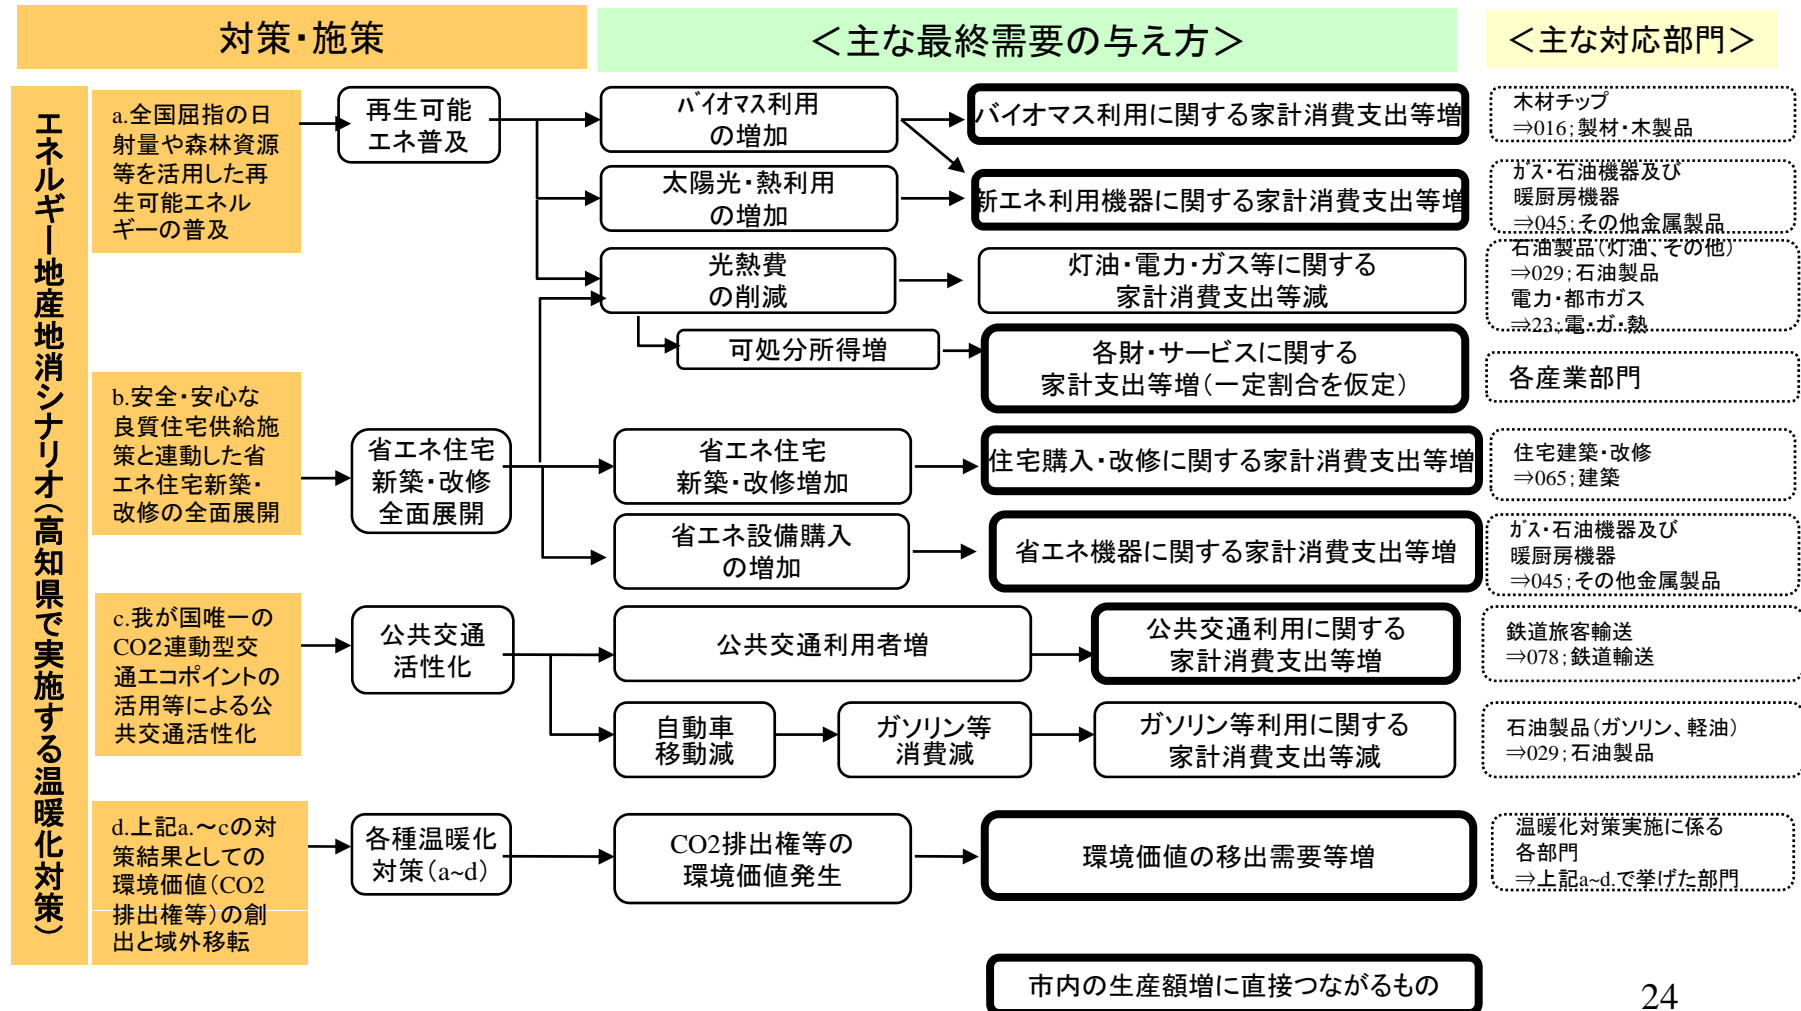 対策・施策
＜主な最終需要の与え方＞
＜主な対応部門＞
エネルギー地産地消シナリオ（高知県で実施する温暖化対策）
a.全国屈指の日
射量や森林資源
等を活用した再
生可能エネル
ギーの普及
再生可能
エネ普及
バイオマス利用
の増加
バイオマス利用に関する家計消費支出等増
木材チップ
⇒016;製材・木製品
太陽光・熱利用
の増加
新エネ利用機器に関する家計消費支出等増
ガス・石油機器及び
暖厨房機器
⇒045;その他金属製品
光熱費
の削減
灯油・電力・ガス等に関する
家計消費支出等減
石油製品（灯油、その他）
⇒029;石油製品
電力・都市ガス
⇒23;電・ガ・熱
可処分所得増
各財・サービスに関する
家計支出等増（一定割合を仮定）
各産業部門
b.安全・安心な
良質住宅供給施
策と連動した省
エネ住宅新築・
改修の全面展開
省エネ住宅
新築・改修
全面展開
省エネ住宅
新築・改修増加
住宅購入・改修に関する家計消費支出等増
住宅建築・改修
⇒065;建築
省エネ設備購入
の増加
省エネ機器に関する家計消費支出等増
ガス・石油機器及び
暖厨房機器
⇒045;その他金属製品
c.我が国唯一の
CO２連動型交
通エコポイントの
活用等による公
共交通活性化
公共交通
活性化
公共交通利用者増
公共交通利用に関する
家計消費支出等増
鉄道旅客輸送
⇒078;鉄道輸送
自動車
移動減
ガソリン等
消費減
ガソリン等利用に関する
家計消費支出等減
石油製品（ガソリン、軽油）
⇒029;石油製品
d.上記a.～cの対
策結果としての
環境価値（CO2
排出権等）の創
出と域外移転
各種温暖化
対策（a~d）
CO2排出権等の
環境価値発生
環境価値の移出需要等増
温暖化対策実施に係る
各部門
⇒上記a~d.で挙げた部門
市内の生産額増に直接つながるもの
24